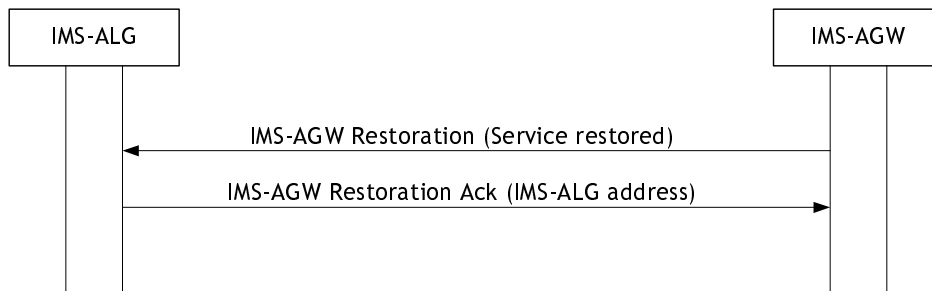 IMS-ALG
IMS-AGW
IMS-AGW Restoration (Service restored)
IMS-AGW Restoration Ack (IMS-ALG address)